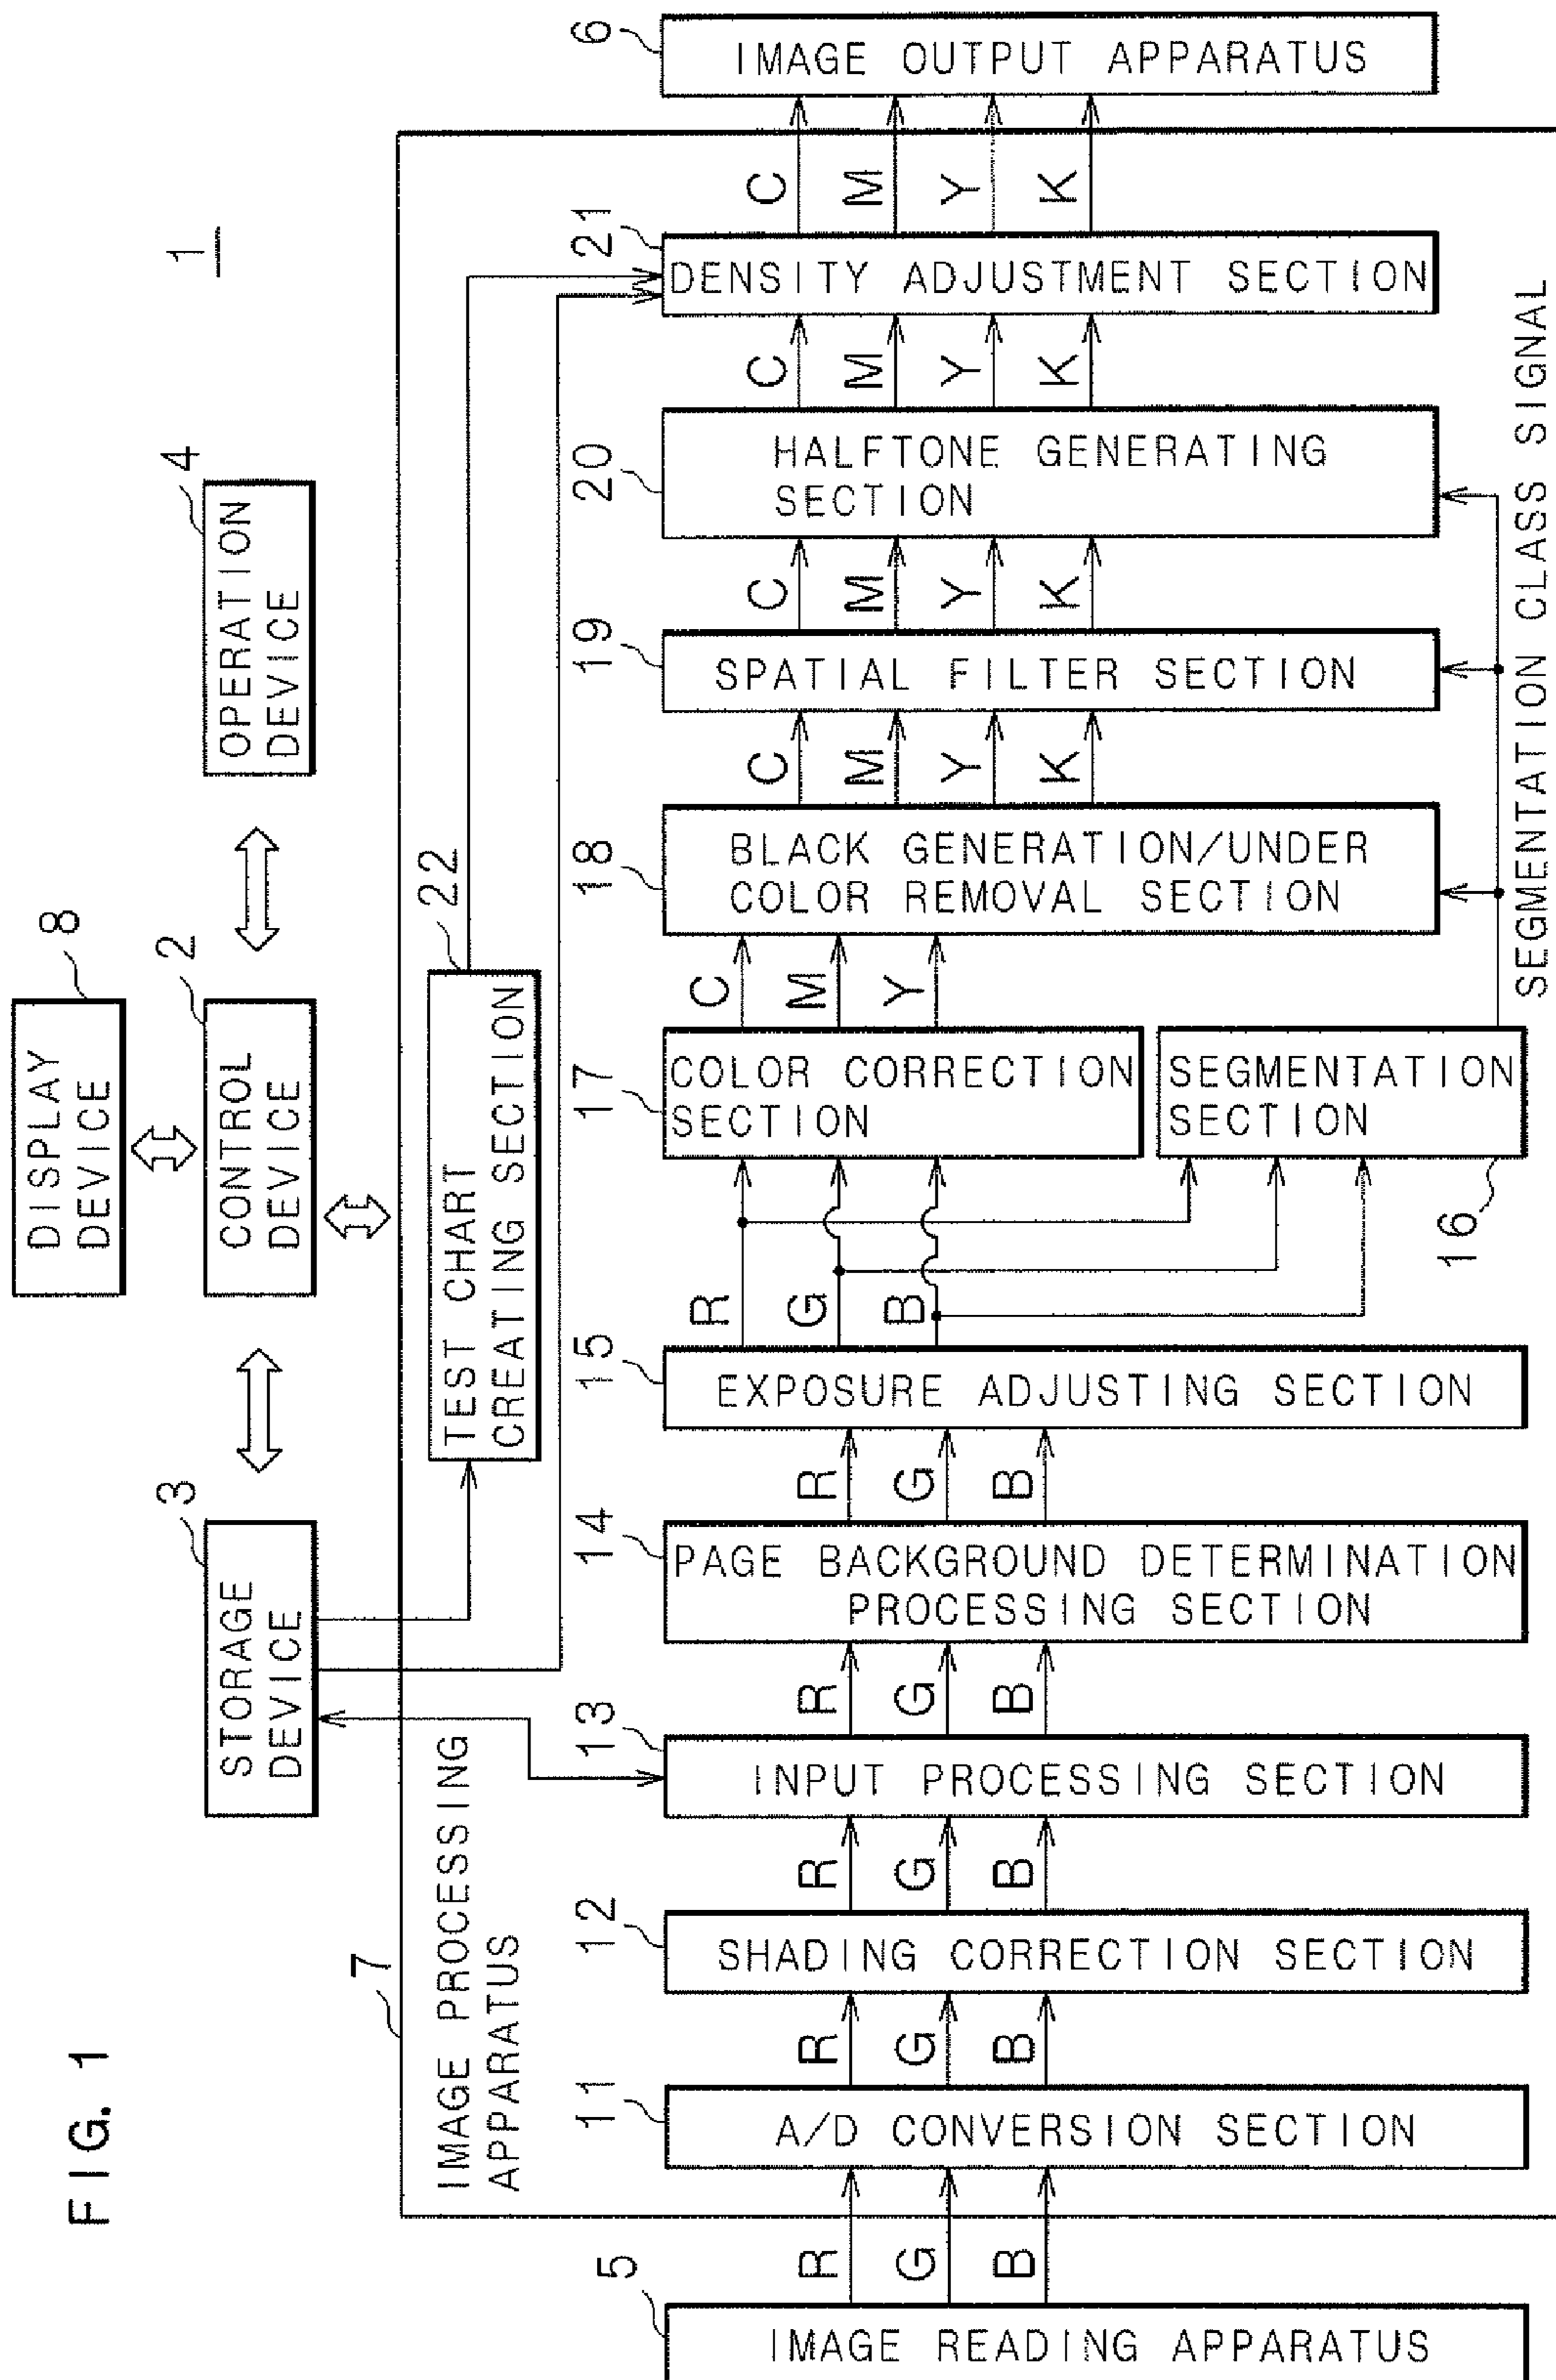 FIG. 1
1
DISPLAY
DEVICE
8
STORAGE
DEVICE
3
CONTROL
DEVICE
2
OPERATION
DEVICE
4
7
IMAGE PROCESSING
APPARATUS
TEST CHART
CREATING SECTION
22
5
IMAGE READING APPARATUS
R
G
B
11
A/D CONVERSION SECTION
R
G
B
12
SHADING CORRECTION SECTION
R
G
B
13
INPUT PROCESSING SECTION
R
G
B
14
PAGE BACKGROUND DETERMINATION
PROCESSING SECTION
R
G
B
15
EXPOSURE ADJUSTING SECTION
R
G
B
17
COLOR CORRECTION
SECTION
SEGMENTATION
SECTION
16
C
M
Y
18
BLACK GENERATION/UNDER
COLOR REMOVAL SECTION
C
M
Y
K
19
SPATIAL FILTER SECTION
C
M
Y
K
20
HALFTONE GENERATING
SECTION
C
M
Y
K
21
DENSITY ADJUSTMENT SECTION
C
M
Y
K
6
IMAGE OUTPUT APPARATUS
SEGMENTATION CLASS SIGNAL